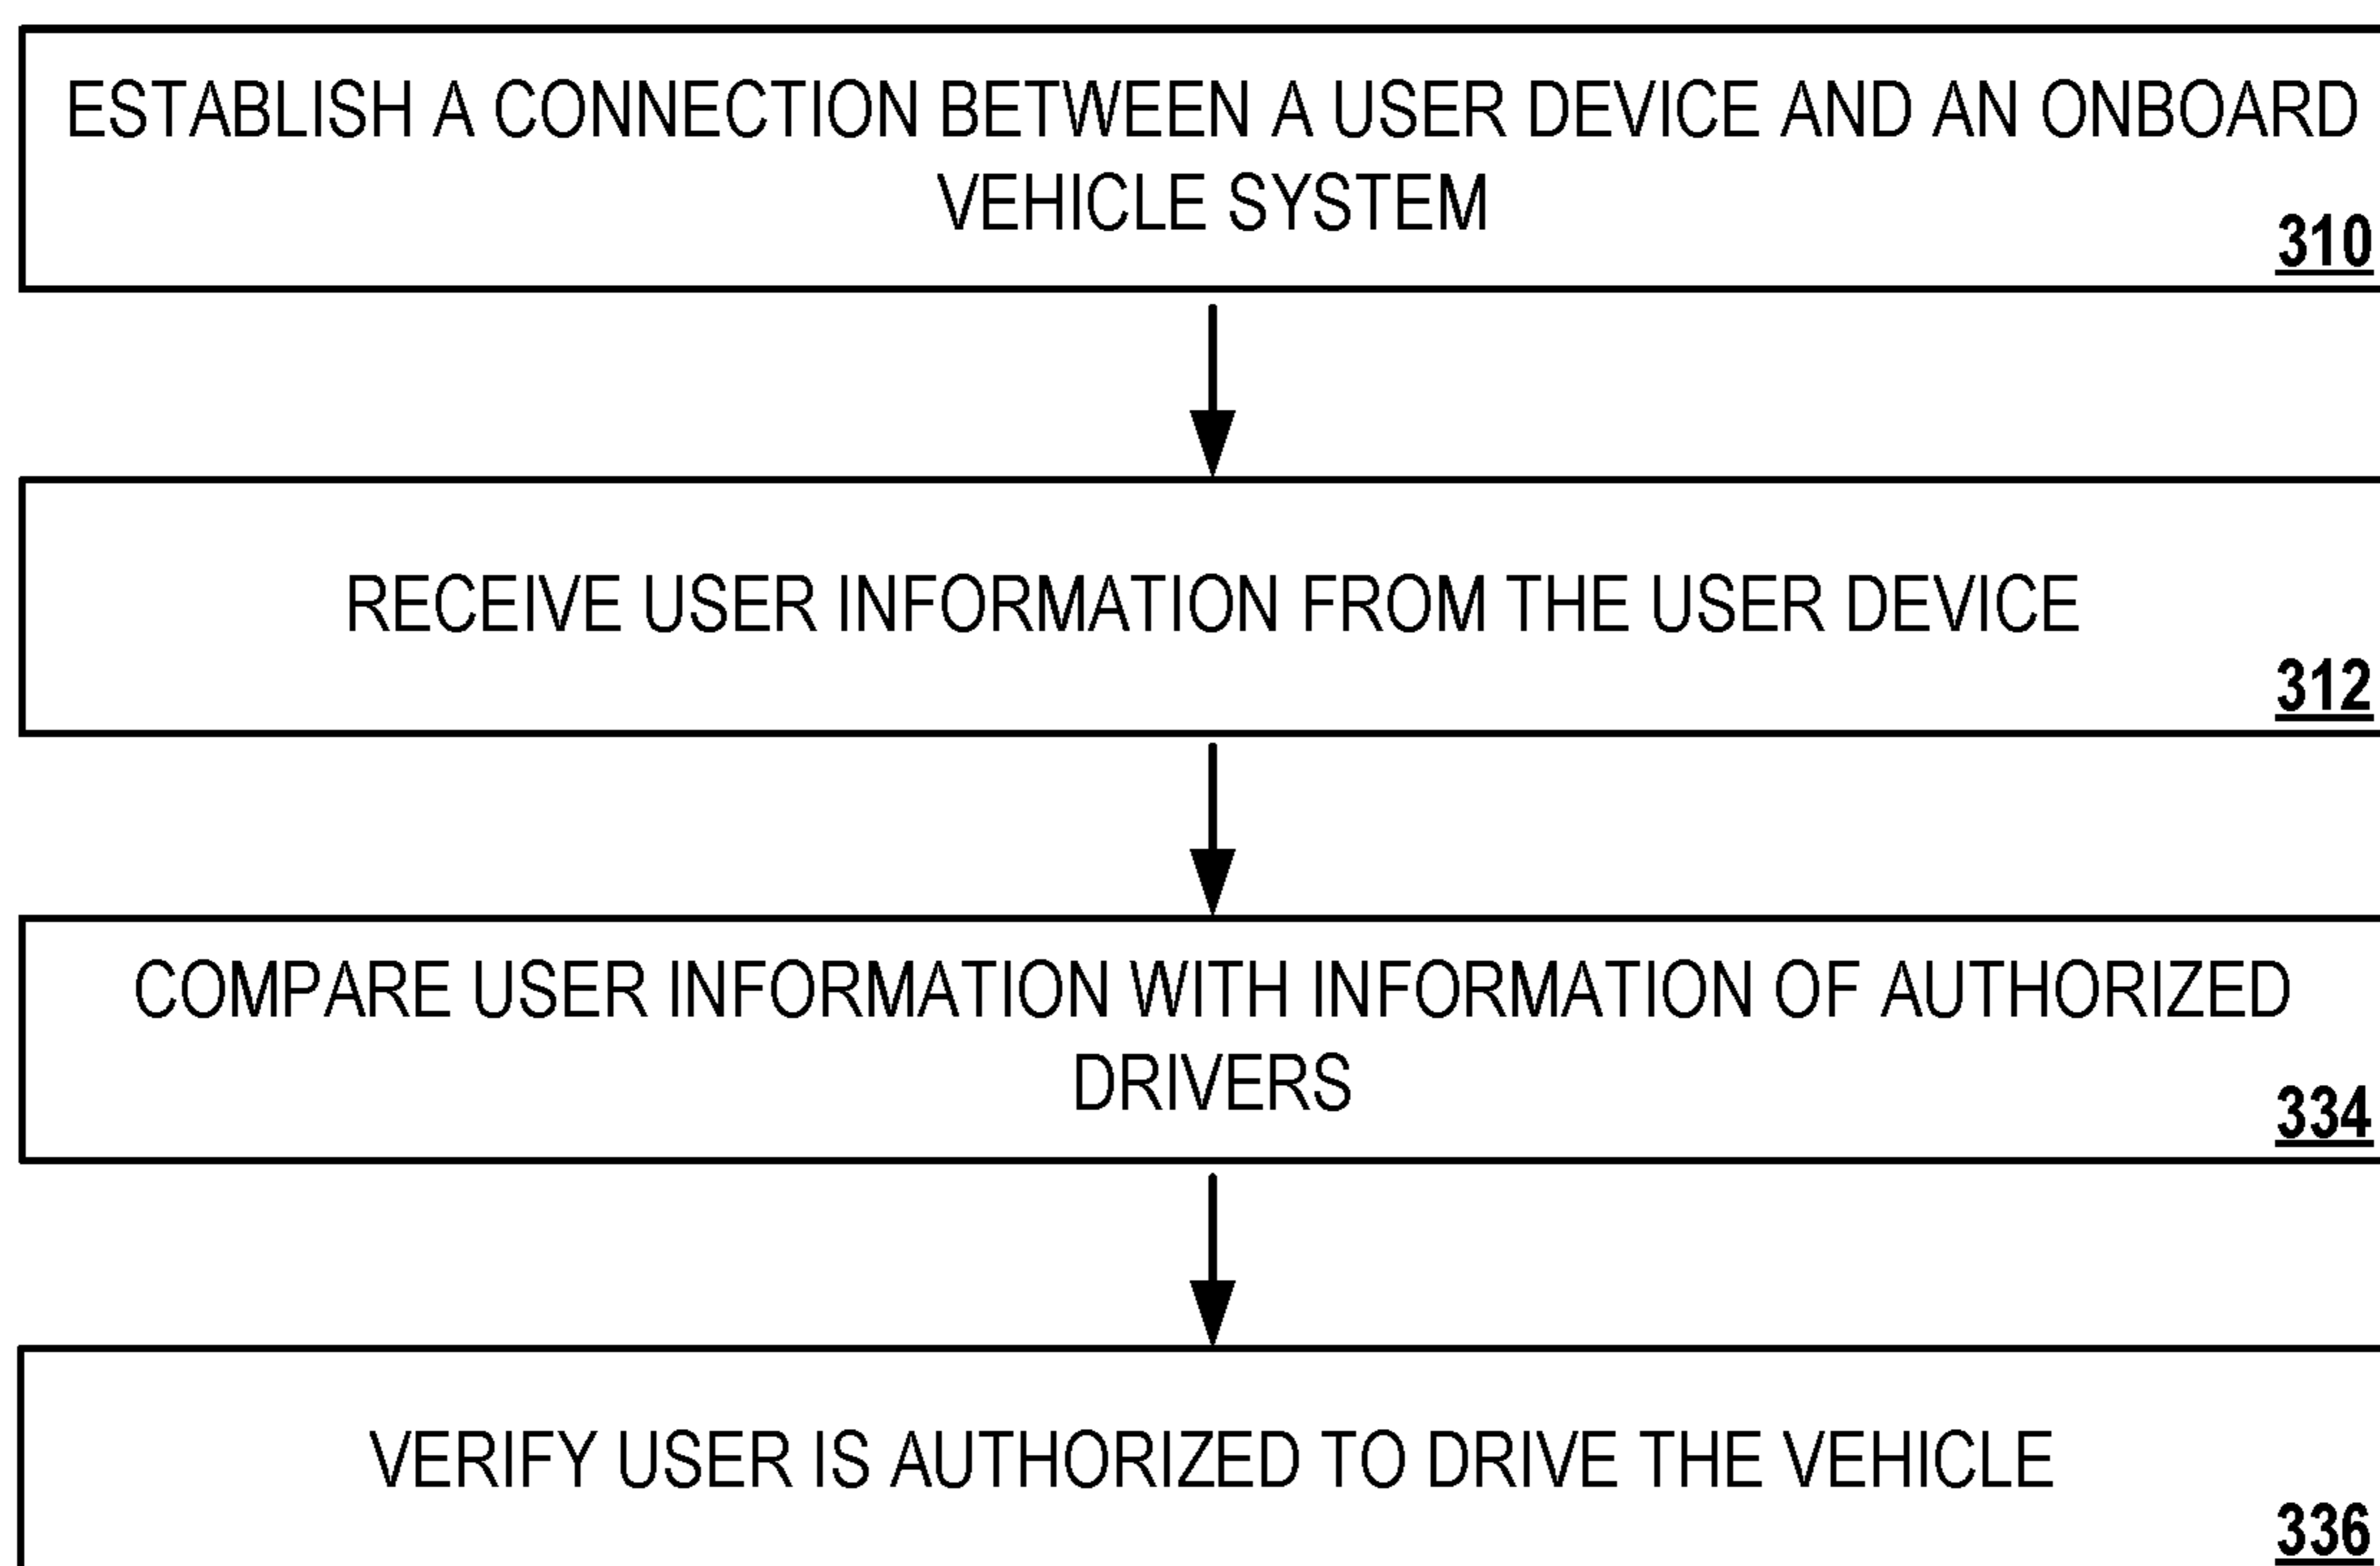 ESTABLISH A CONNECTION BETWEEN A USER DEVICE AND AN ONBOARD
VEHICLE SYSTEM
310
RECEIVE USER INFORMATION FROM THE USER DEVICE
312
COMPARE USER INFORMATION WITH INFORMATION OF AUTHORIZED
DRIVERS
334
VERIFY USER IS AUTHORIZED TO DRIVE THE VEHICLE
336